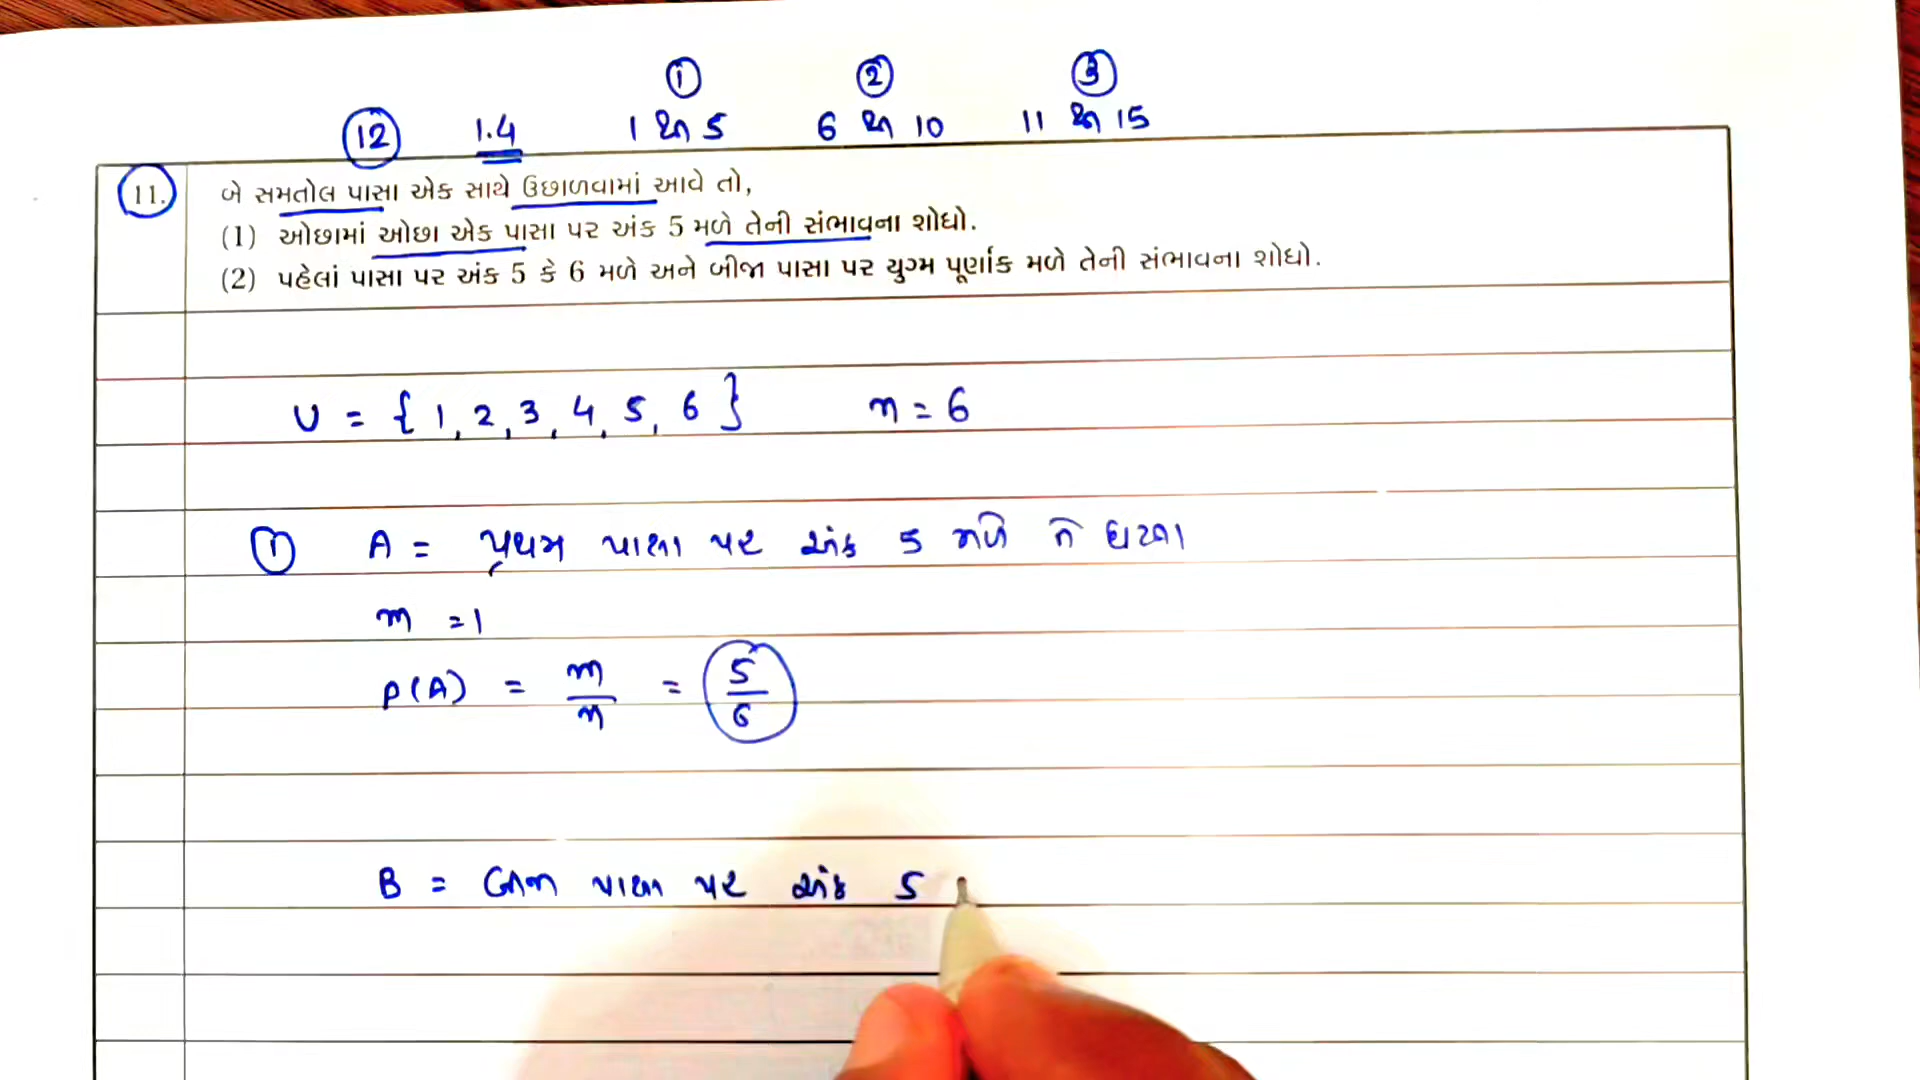 ① ② ③
⑫ 1.4 1 થી 5 6 થી 10 11 થી 15
11. બે સમતોલ પાસા એક સાથે ઉછાળવામાં આવે તો,
(1) ઓછામાં ઓછા એક પાસા પર અંક 5 મળે તેની સંભાવના શોધો.
(2) પહેલાં પાસા પર અંક 5 કે 6 મળે અને બીજા પાસા પર યુગ્મ પૂર્ણાંક મળે તેની સંભાવના શોધો.
U = { 1, 2, 3, 4, 5, 6 } n = 6
① A = પ્રથમ પાસા પર અંક 5 મળે તે ઘટના
m = 1
P(A) = m/n = 5/6
B = બીજા પાસા પર અંક 5